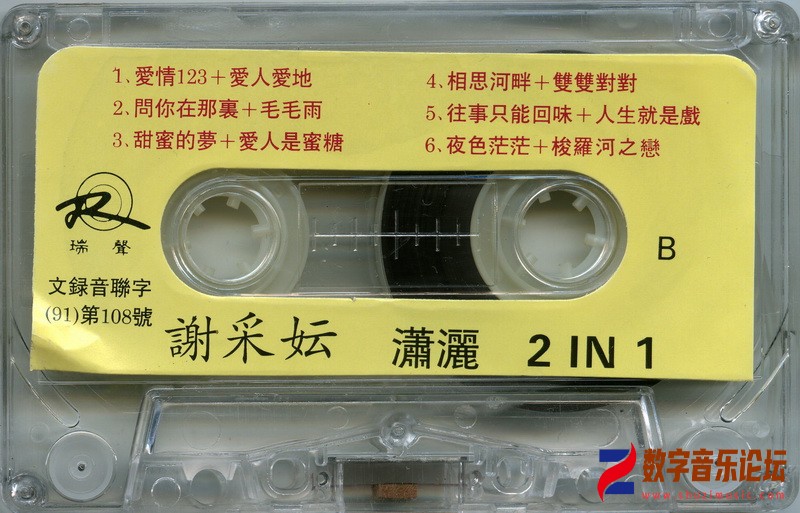 1、愛情123＋愛人愛地
2、問你在那裏＋毛毛雨
3、甜蜜的夢＋愛人是蜜糖
4、相思河畔＋雙雙對對
5、往事只能回味＋人生就是戲
6、夜色茫茫＋梭羅河之戀
瑞聲
B
文録音聯字
(91)第108號
謝采妘 瀟灑 2 IN 1
数字音乐论坛